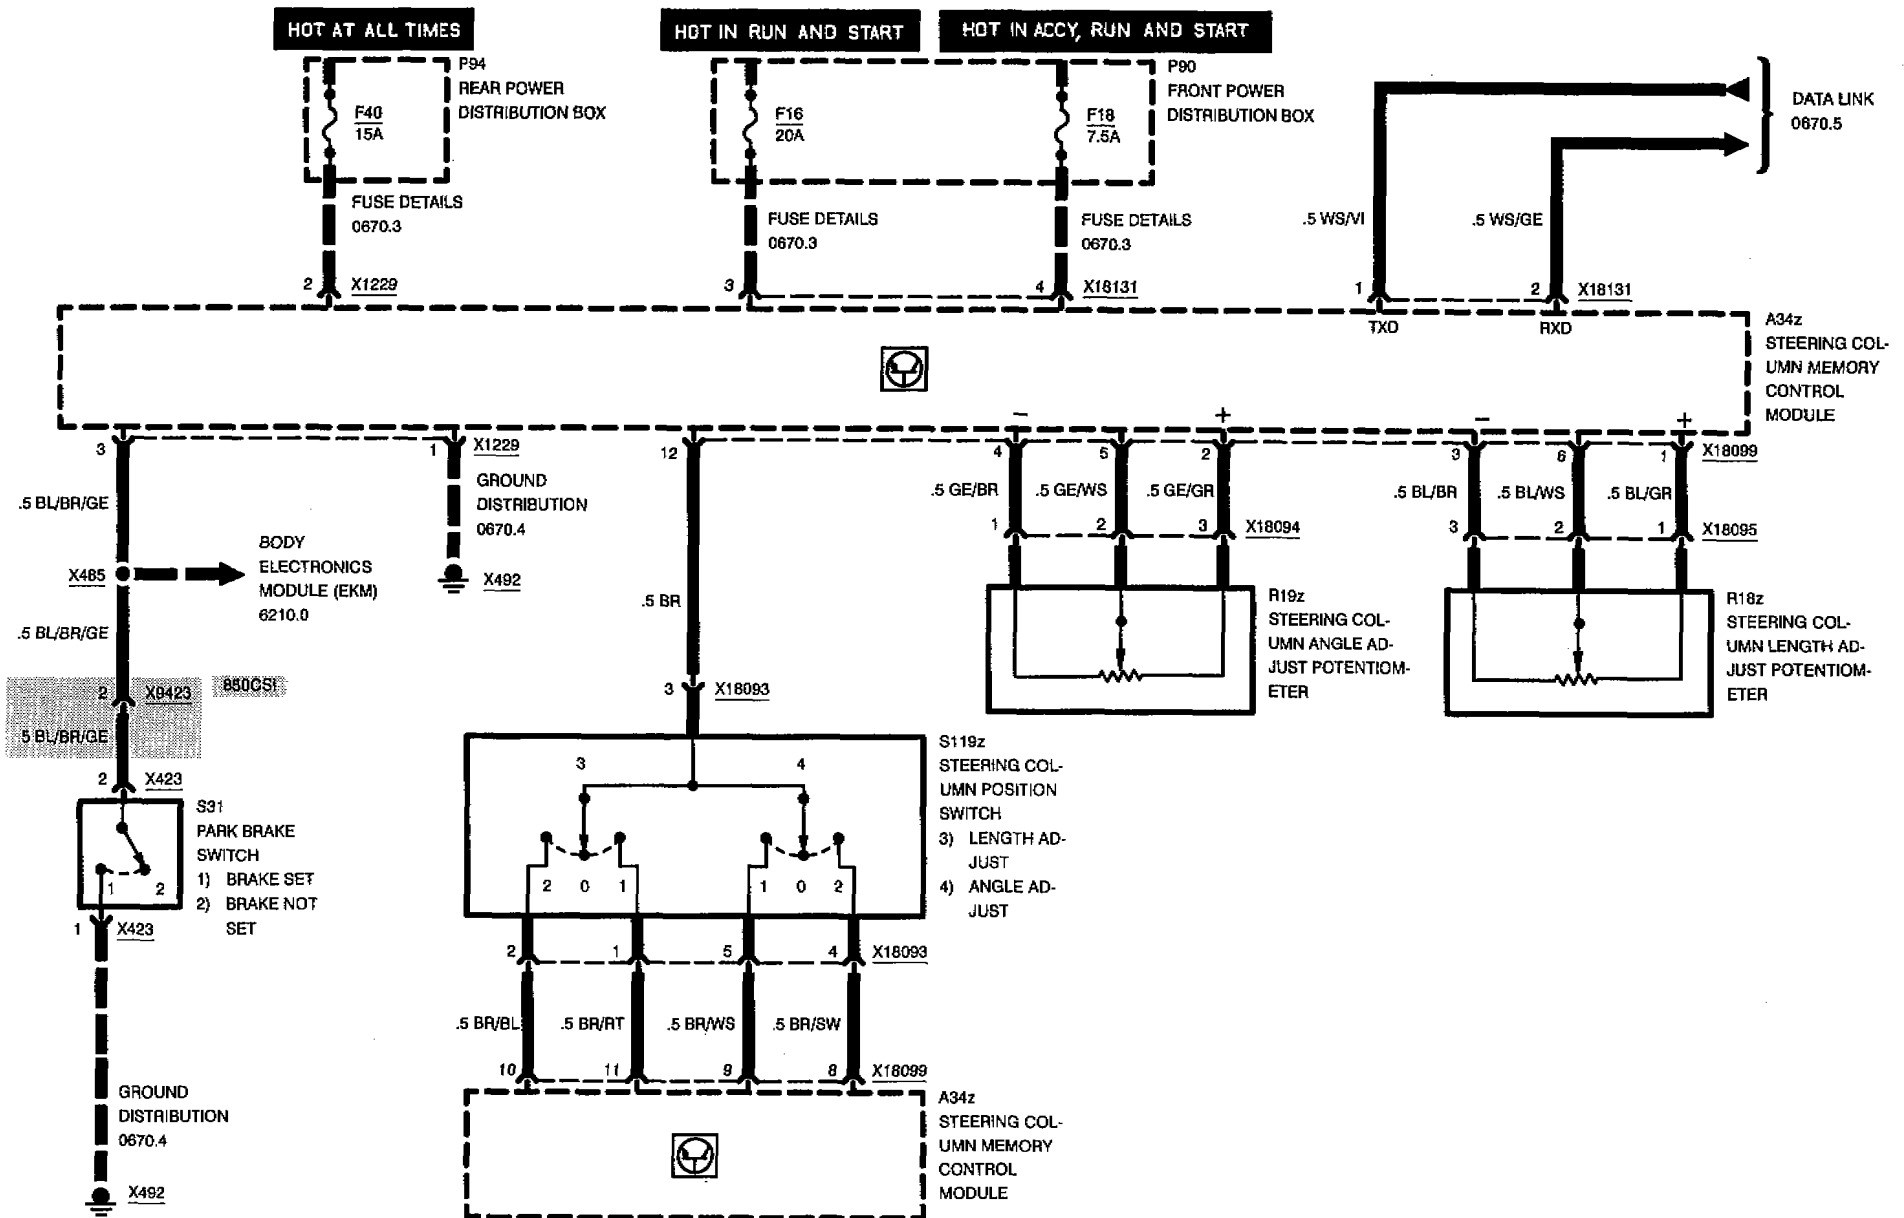 HOT AT ALL TIMES
HOT IN RUN AND START
HOT IN ACCY, RUN AND START
P94
REAR POWER
DISTRIBUTION BOX
F40
15A
FUSE DETAILS
0670.3
2
X1229
P90
FRONT POWER
DISTRIBUTION BOX
F16
20A
F18
7.5A
FUSE DETAILS
0670.3
FUSE DETAILS
0670.3
3
4
X18131
DATA LINK
0670.5
.5 WS/VI
.5 WS/GE
1
2
X18131
TXD
RXD
A34z
STEERING COL-
UMN MEMORY
CONTROL
MODULE
–
+
–
+
3
1
X1229
12
4
5
2
3
6
1
X18099
.5 BL/BR/GE
GROUND
DISTRIBUTION
0670.4
X492
X485
BODY
ELECTRONICS
MODULE (EKM)
6210.0
.5 BL/BR/GE
2
X9423
850CSI
.5 BL/BR/GE
2
X423
S31
PARK BRAKE
SWITCH
1) BRAKE SET
2) BRAKE NOT
SET
1
2
1
X423
GROUND
DISTRIBUTION
0670.4
X492
.5 BR
3
X18093
.5 GE/BR
.5 GE/WS
.5 GE/GR
1
2
3
X18094
R19z
STEERING COL-
UMN ANGLE AD-
JUST POTENTIOM-
ETER
.5 BL/BR
.5 BL/WS
.5 BL/GR
3
2
1
X18095
R18z
STEERING COL-
UMN LENGTH AD-
JUST POTENTIOM-
ETER
S119z
STEERING COL-
UMN POSITION
SWITCH
3) LENGTH AD-
JUST
4) ANGLE AD-
JUST
3
4
2 0 1
1 0 2
2
1
5
4
X18093
.5 BR/BL
.5 BR/RT
.5 BR/WS
.5 BR/SW
10
11
9
8
X18099
A34z
STEERING COL-
UMN MEMORY
CONTROL
MODULE